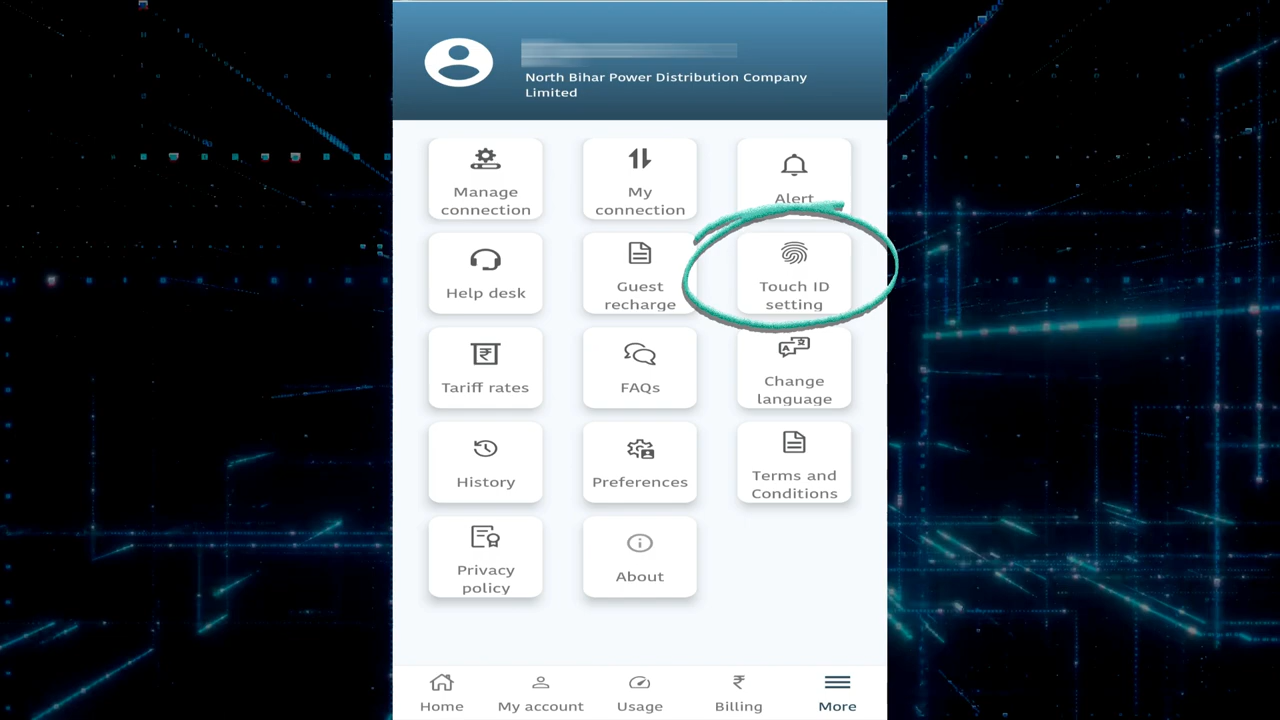 North Bihar Power Distribution Company
Limited
Manage
connection
My
connection
Alert
Help desk
Guest
recharge
Touch ID
setting
Tariff rates
FAQs
Change
language
History
Preferences
Terms and
Conditions
Privacy
policy
About
Home
My account
Usage
Billing
More